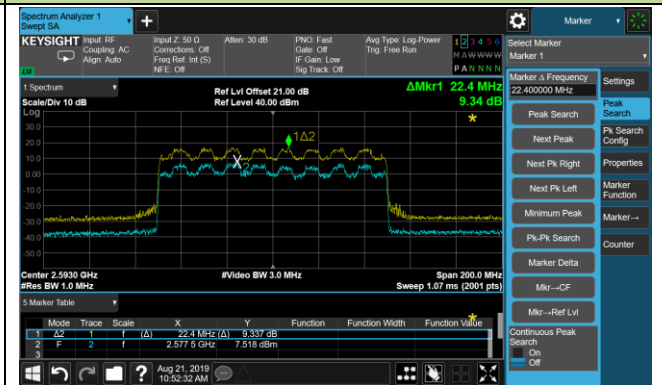 Spectrum Analyzer 1
Swept SA
Marker
KEYSIGHT Input: RF Input Z: 50 Ω Atten: 30 dB PNO: Fast Avg Type: Log-Power 1 2 3 4 5 6
Coupling: AC Corrections: Off Gate: Off Trig: Free Run M A W W W W
Align: Auto Freq Ref: Int (S) IF Gain: Low P A N N N N
NFE: Off Sig Track: Off
LNI
Select Marker
Marker 1
1 Spectrum
Ref Lvl Offset 21.00 dB ΔMkr1 22.4 MHz
Scale/Div 10 dB Ref Level 40.00 dBm 9.34 dB
Log
30.0
20.0
10.0
0.00
-10.0
-20.0
-30.0
-40.0
-50.0
1Δ2
X2
Center 2.5930 GHz #Video BW 3.0 MHz Span 200.0 MHz
#Res BW 1.0 MHz Sweep 1.07 ms (2001 pts)
5 Marker Table
Mode Trace Scale X Y Function Function Width Function Value
1 Δ2 1 f (Δ) 22.4 MHz (Δ) 9.337 dB
2 F 2 f 2.577 5 GHz 7.518 dBm
3
Aug 21, 2019
10:52:32 AM
Marker Δ Frequency
22.400000 MHz
Peak Search
Next Peak
Next Pk Right
Next Pk Left
Minimum Peak
Pk-Pk Search
Marker Delta
Mkr→CF
Mkr→Ref Lvl
Continuous Peak
Search
On
Off
Settings
Peak
Search
Pk Search
Config
Properties
Marker
Function
Marker→
Counter